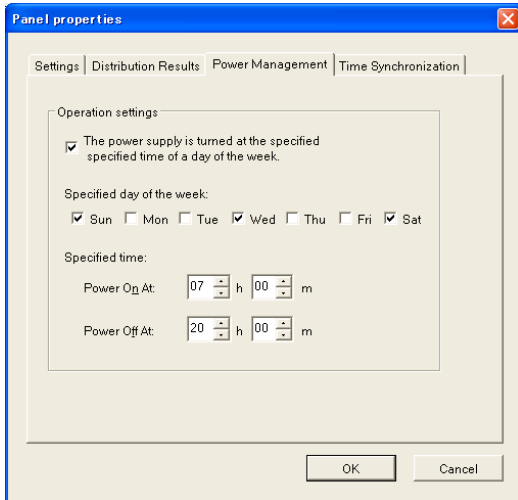 Panel properties
Settings Distribution Results Power Management Time Synchronization
Operation settings
The power supply is turned at the specified
specified time of a day of the week.
Specified day of the week:
Sun Mon Tue Wed Thu Fri Sat
Specified time:
Power On At: 07 h 00 m
Power Off At: 20 h 00 m
OK Cancel